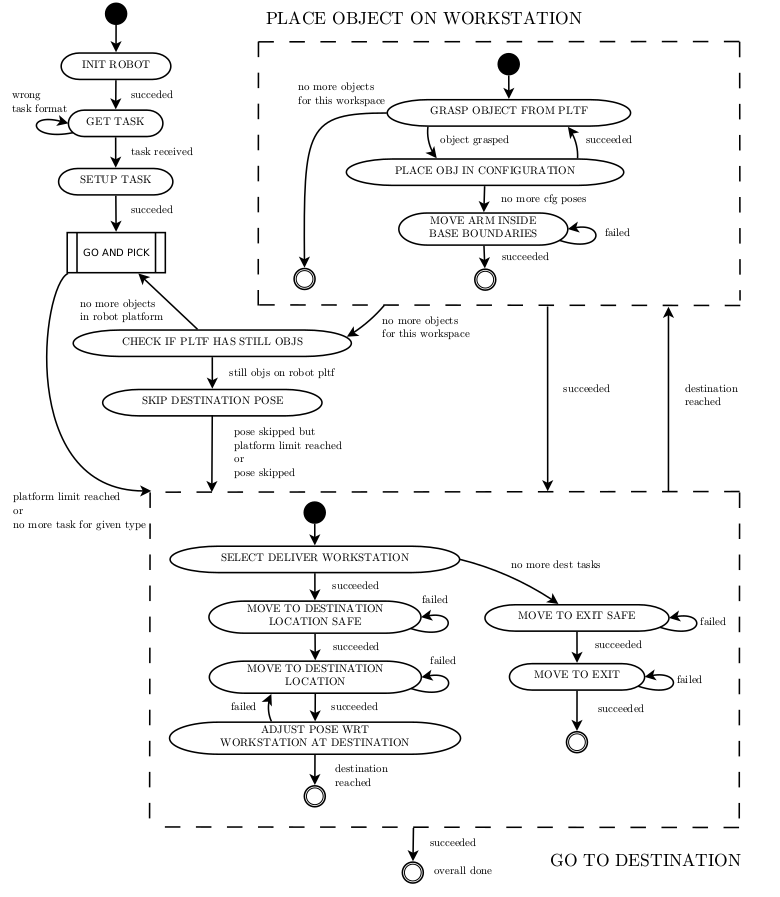 PLACE OBJECT ON WORKSTATION
INIT ROBOT
succeded
wrong
task format
GET TASK
task received
SETUP TASK
succeded
GO AND PICK
no more objects
for this workspace
GRASP OBJECT FROM PLTF
object grasped
succeeded
PLACE OBJ IN CONFIGURATION
no more cfg poses
MOVE ARM INSIDE
BASE BOUNDARIES
failed
succeeded
no more objects
in robot platform
no more objects
for this workspace
CHECK IF PLTF HAS STILL OBJS
still objs on robot pltf
SKIP DESTINATION POSE
pose skipped but
platform limit reached
or
pose skipped
succeeded
destination
reached
platform limit reached
or
no more task for given type
SELECT DELIVER WORKSTATION
no more dest tasks
succeeded
failed
MOVE TO DESTINATION
LOCATION SAFE
MOVE TO EXIT SAFE
failed
succeeded
succeeded
failed
MOVE TO DESTINATION
LOCATION
MOVE TO EXIT
failed
failed
succeeded
succeeded
ADJUST POSE WRT
WORKSTATION AT DESTINATION
destination
reached
succeeded
GO TO DESTINATION
overall done